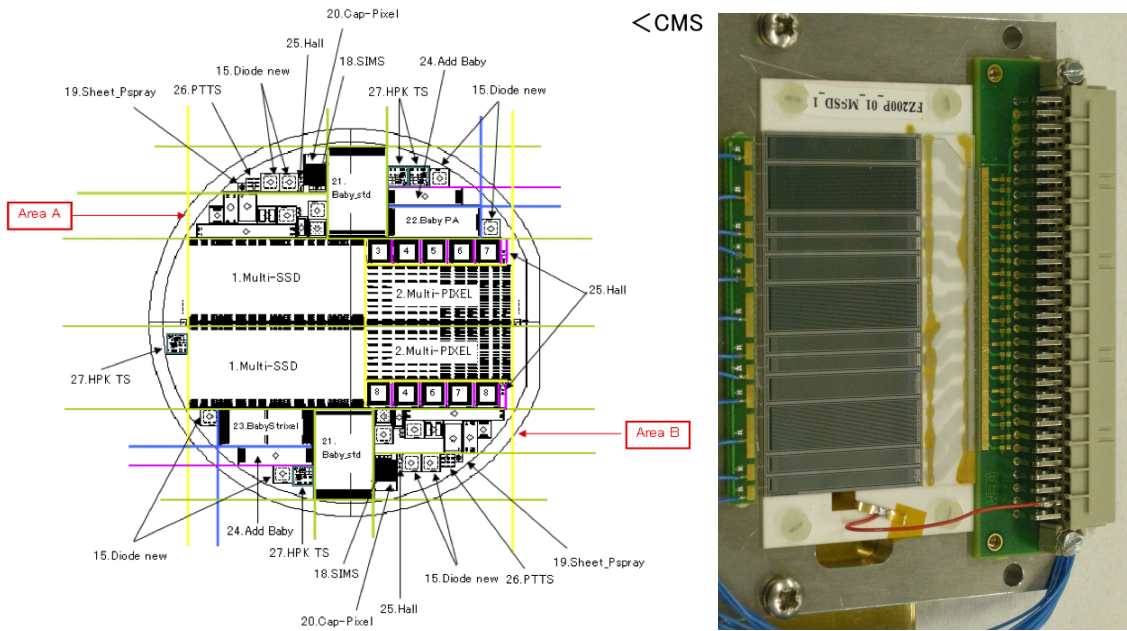 20.Cap-Pixel
<CMS
25.Hall
18.SIMS
24.Add Baby
15.Diode new
27.HPK TS
15.Diode new
26.PTTS
19.Sheet_Pspray
FZ200P_01_MSSD_1
21.
Baby_std
Area A
22.Baby PA
3
4
5
6
7
1.Multi-SSD
2.Multi-PIXEL
25.Hall
2.Multi-PIXEL
1.Multi-SSD
27.HPK TS
8
4
6
7
8
23.BabyStrixel
21.
Baby_std
Area B
24.Add Baby
15.Diode new
27.HPK TS
19.Sheet_Pspray
18.SIMS
15.Diode new
26.PTTS
25.Hall
20.Cap-Pixel